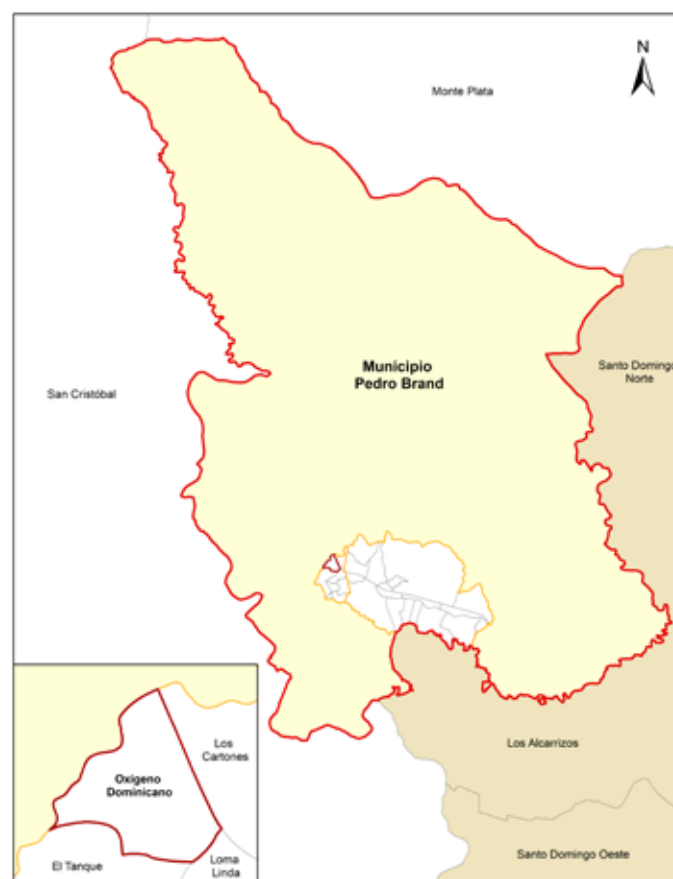 N
Monte Plata
Santo Domingo
Norte
Municipio
Pedro Brand
San Cristóbal
Los Alcarrizos
Santo Domingo Oeste
Los
Cartones
Oxígeno
Dominicano
El Tanque
Loma
Linda